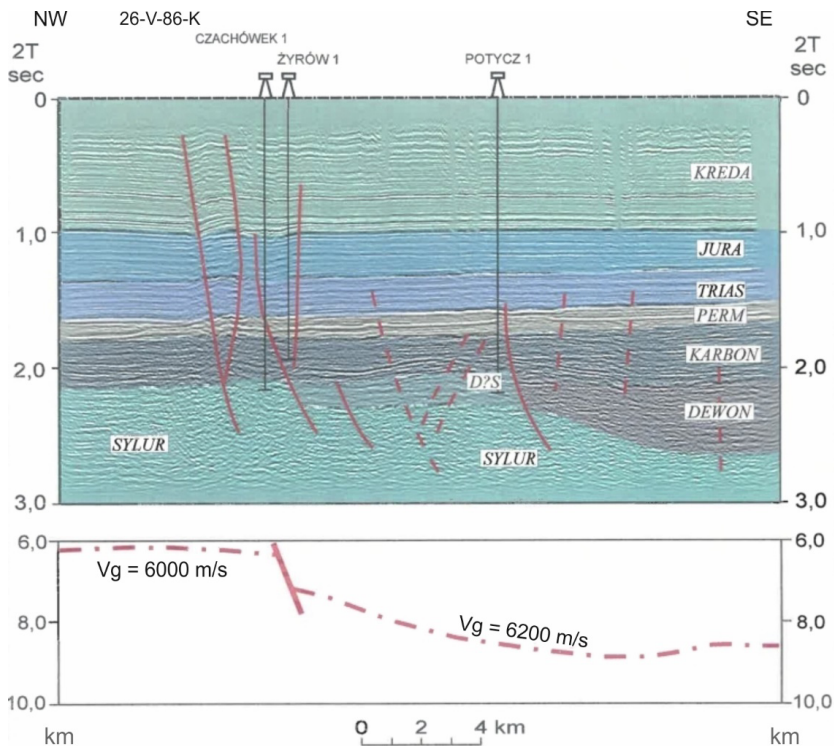 NW 26-V-86-K SE
CZACHÓWEK 1
ŻYRÓW 1
POTYCZ 1
2T
sec
2T
sec
0
0
KREDA
1,0
1,0
JURA
TRIAS
PERM
KARBON
2,0
2,0
D?S
DEWON
SYLUR
SYLUR
3,0
3,0
6,0
6,0
Vg = 6000 m/s
8,0
8,0
Vg = 6200 m/s
10,0
10,0
km
0 2 4 km
km